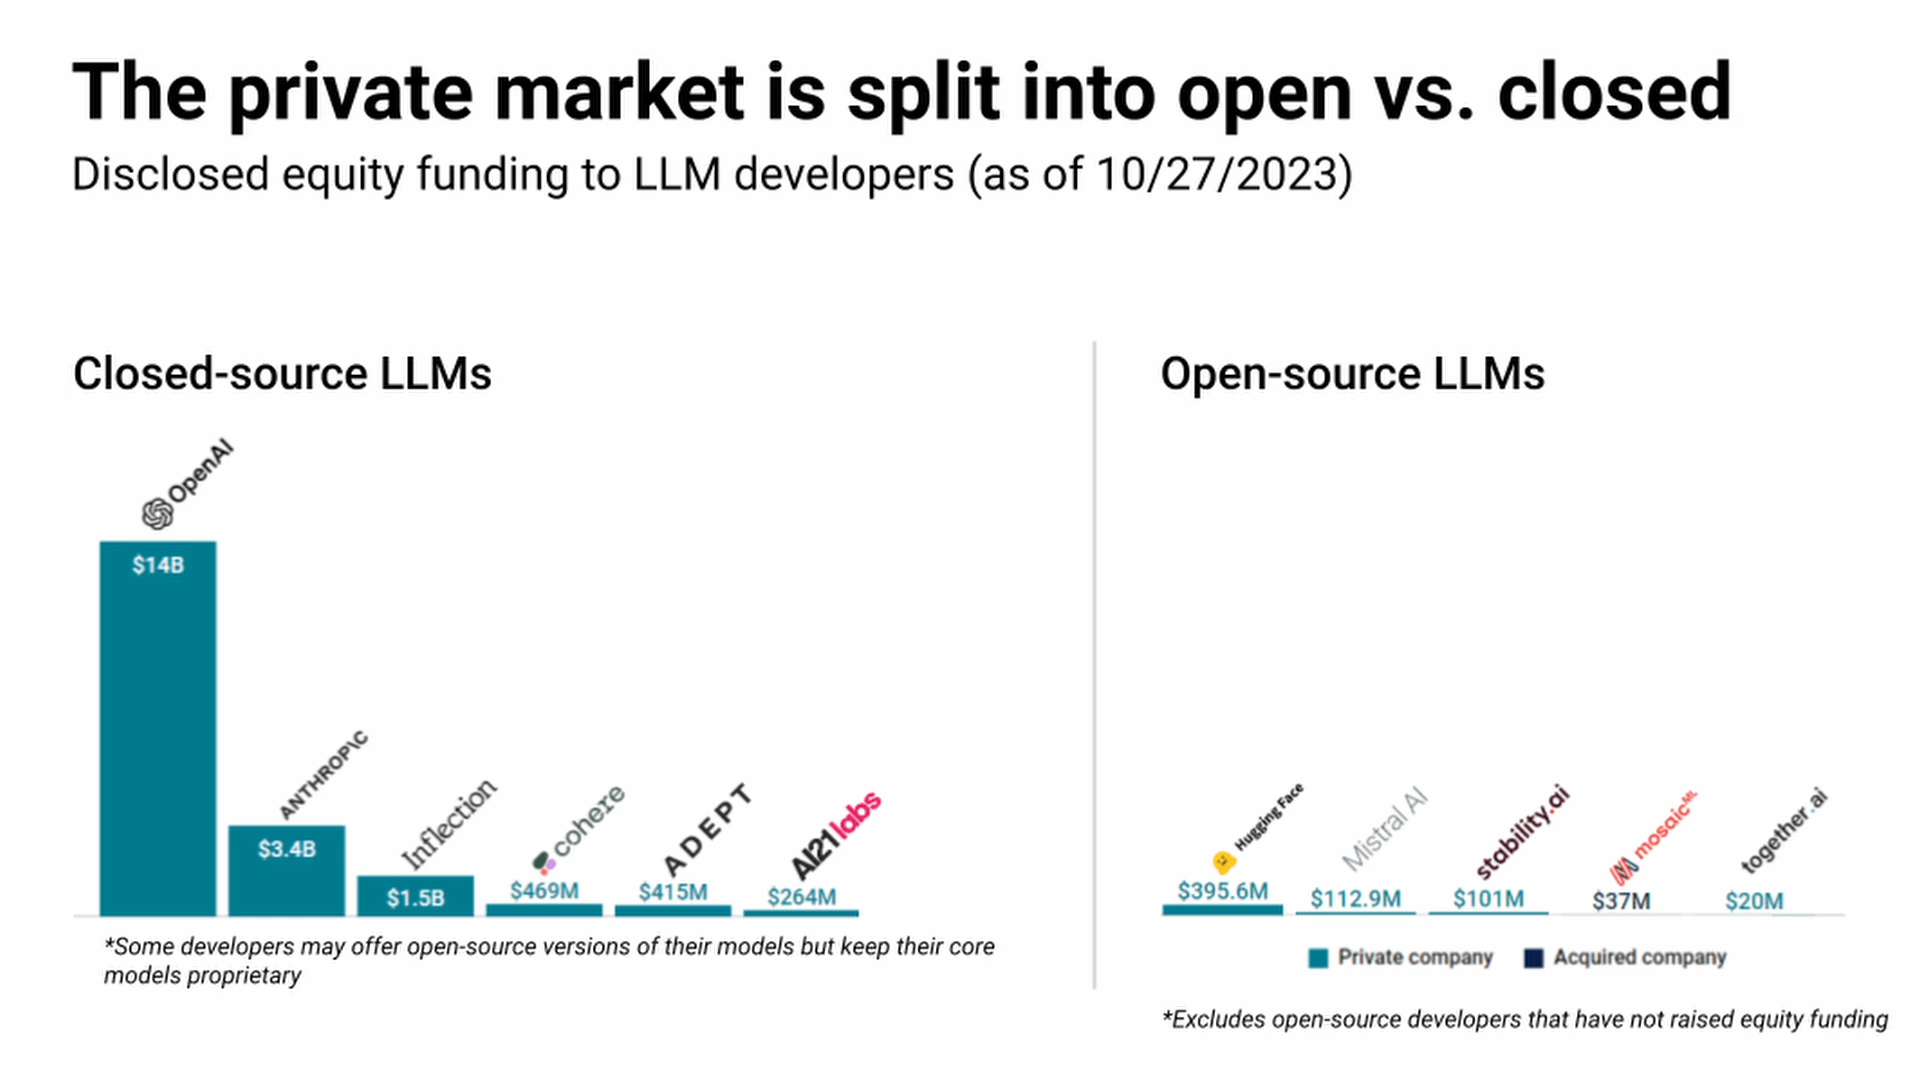 The private market is split into open vs. closed
Disclosed equity funding to LLM developers (as of 10/27/2023)
Closed-source LLMs
OpenAI
$14B
ANTHROP\C
$3.4B
Inflection
$1.5B
cohere
$469M
ADEPT
$415M
AI21labs
$264M
*Some developers may offer open-source versions of their models but keep their core
models proprietary
Open-source LLMs
Hugging Face
$395.6M
Mistral AI
$112.9M
stability.ai
$101M
mosaicML
$37M
together.ai
$20M
Private company
Acquired company
*Excludes open-source developers that have not raised equity funding